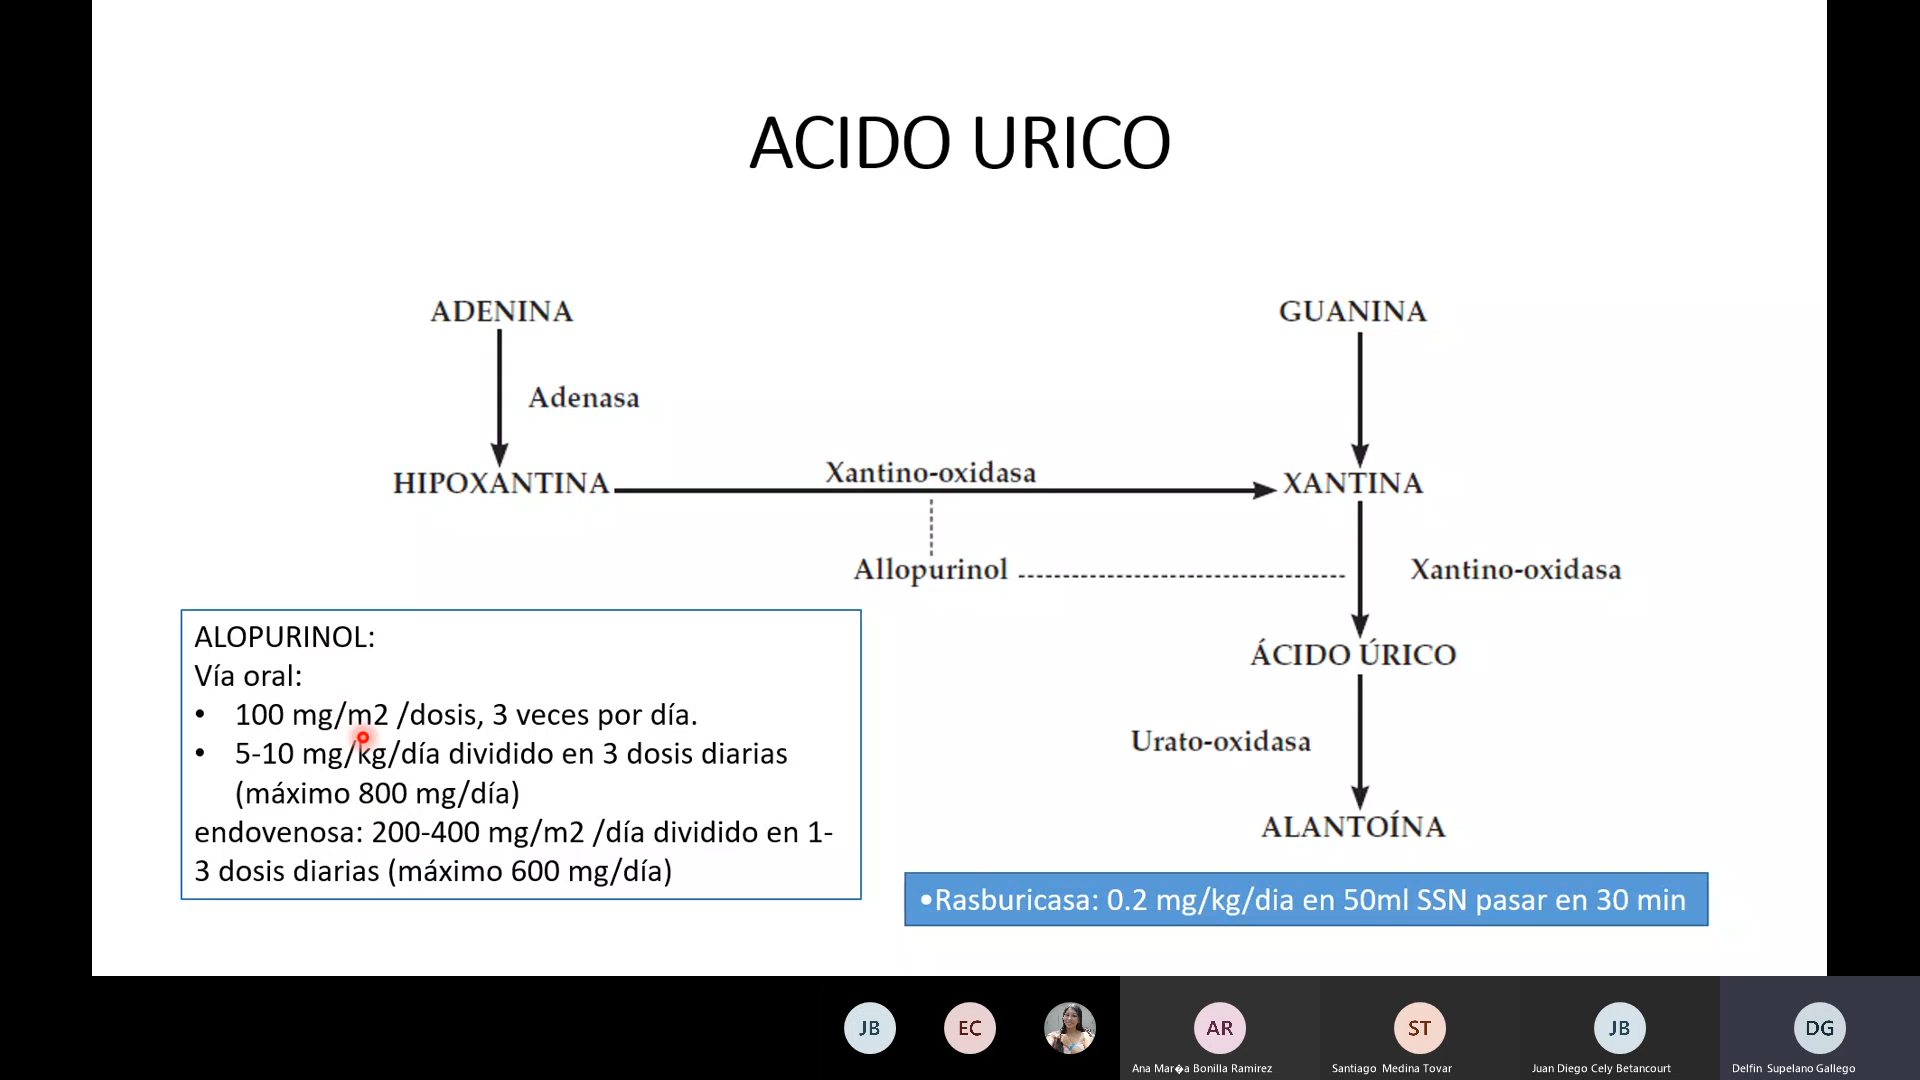 ACIDO URICO
ADENINA
GUANINA
Adenasa
HIPOXANTINA
Xantino-oxidasa
XANTINA
Allopurinol
Xantino-oxidasa
ÁCIDO ÚRICO
Urato-oxidasa
ALANTOÍNA
ALOPURINOL:
Vía oral:
• 100 mg/m2 /dosis, 3 veces por día.
• 5-10 mg/kg/día dividido en 3 dosis diarias
(máximo 800 mg/día)
endovenosa: 200-400 mg/m2 /día dividido en 1-
3 dosis diarias (máximo 600 mg/día)
•Rasburicasa: 0.2 mg/kg/dia en 50ml SSN pasar en 30 min
JB
EC
AR
ST
JB
DG
Ana Mar�a Bonilla Ramirez
Santiago Medina Tovar
Juan Diego Cely Betancourt
Delfin Supelano Gallego